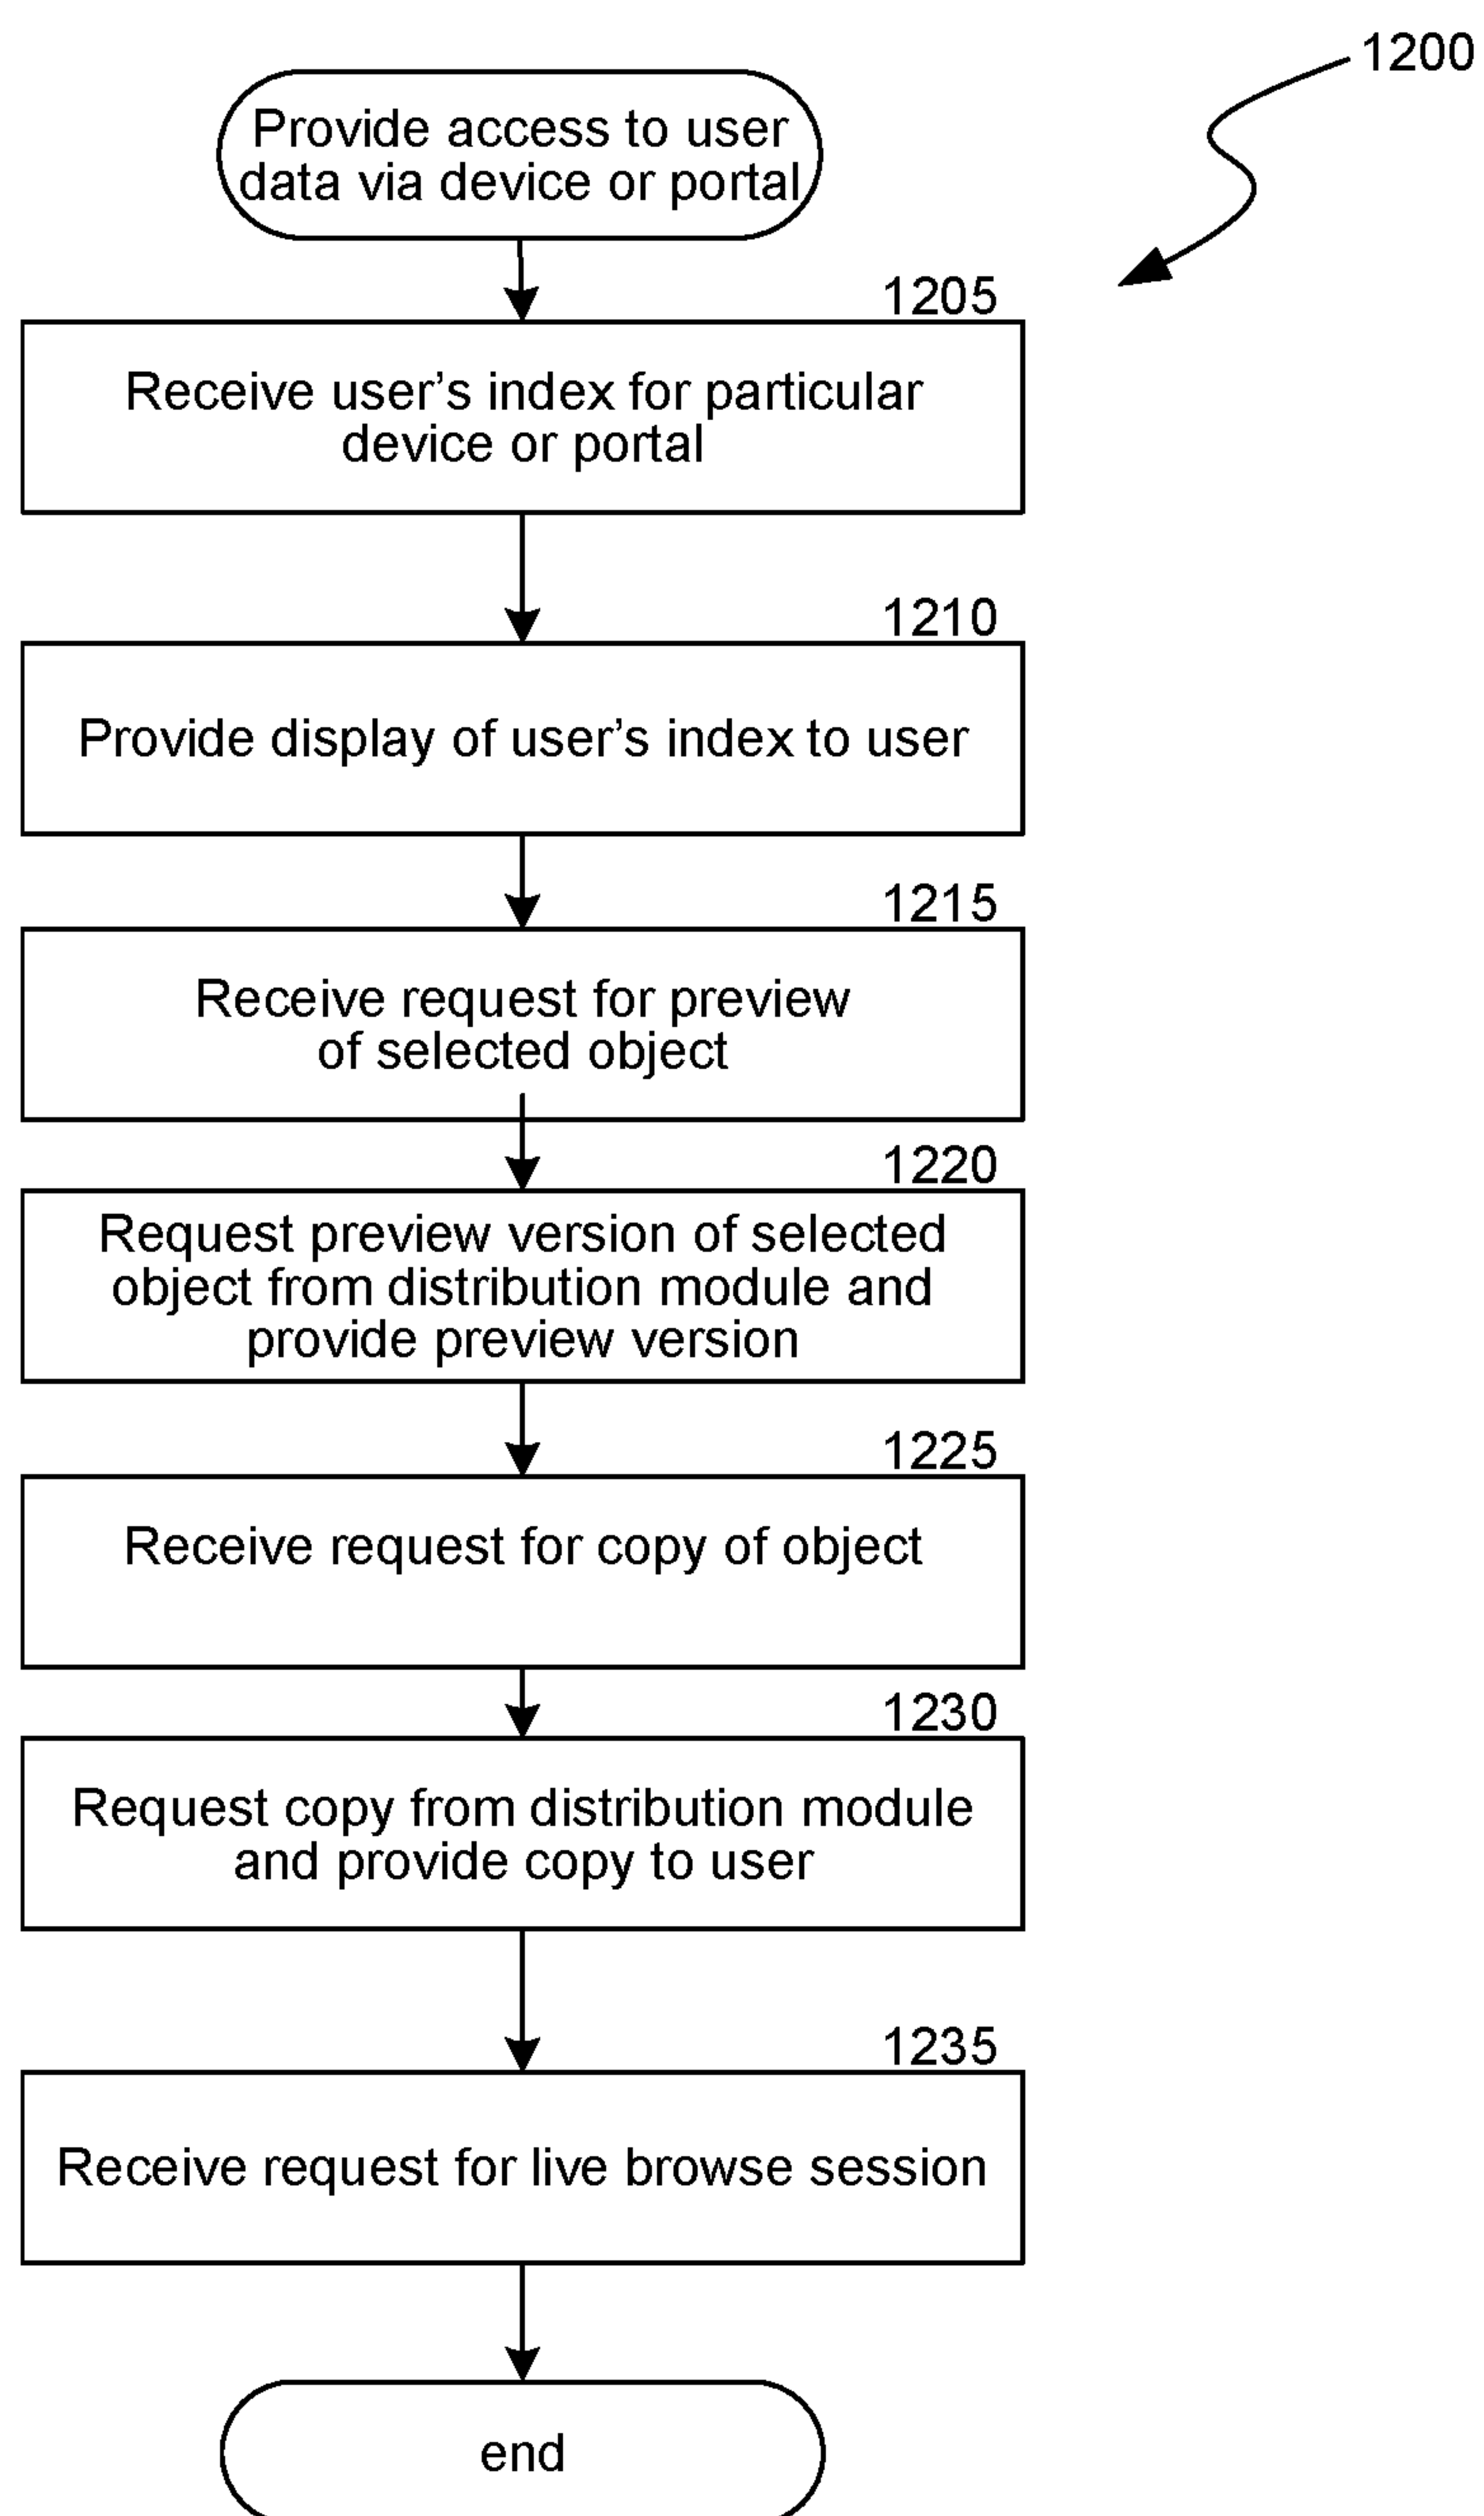 1200
Provide access to user
data via device or portal
1205
Receive user’s index for particular
device or portal
1210
Provide display of user’s index to user
1215
Receive request for preview
of selected object
1220
Request preview version of selected
object from distribution module and
provide preview version
1225
Receive request for copy of object
1230
Request copy from distribution module
and provide copy to user
1235
Receive request for live browse session
end